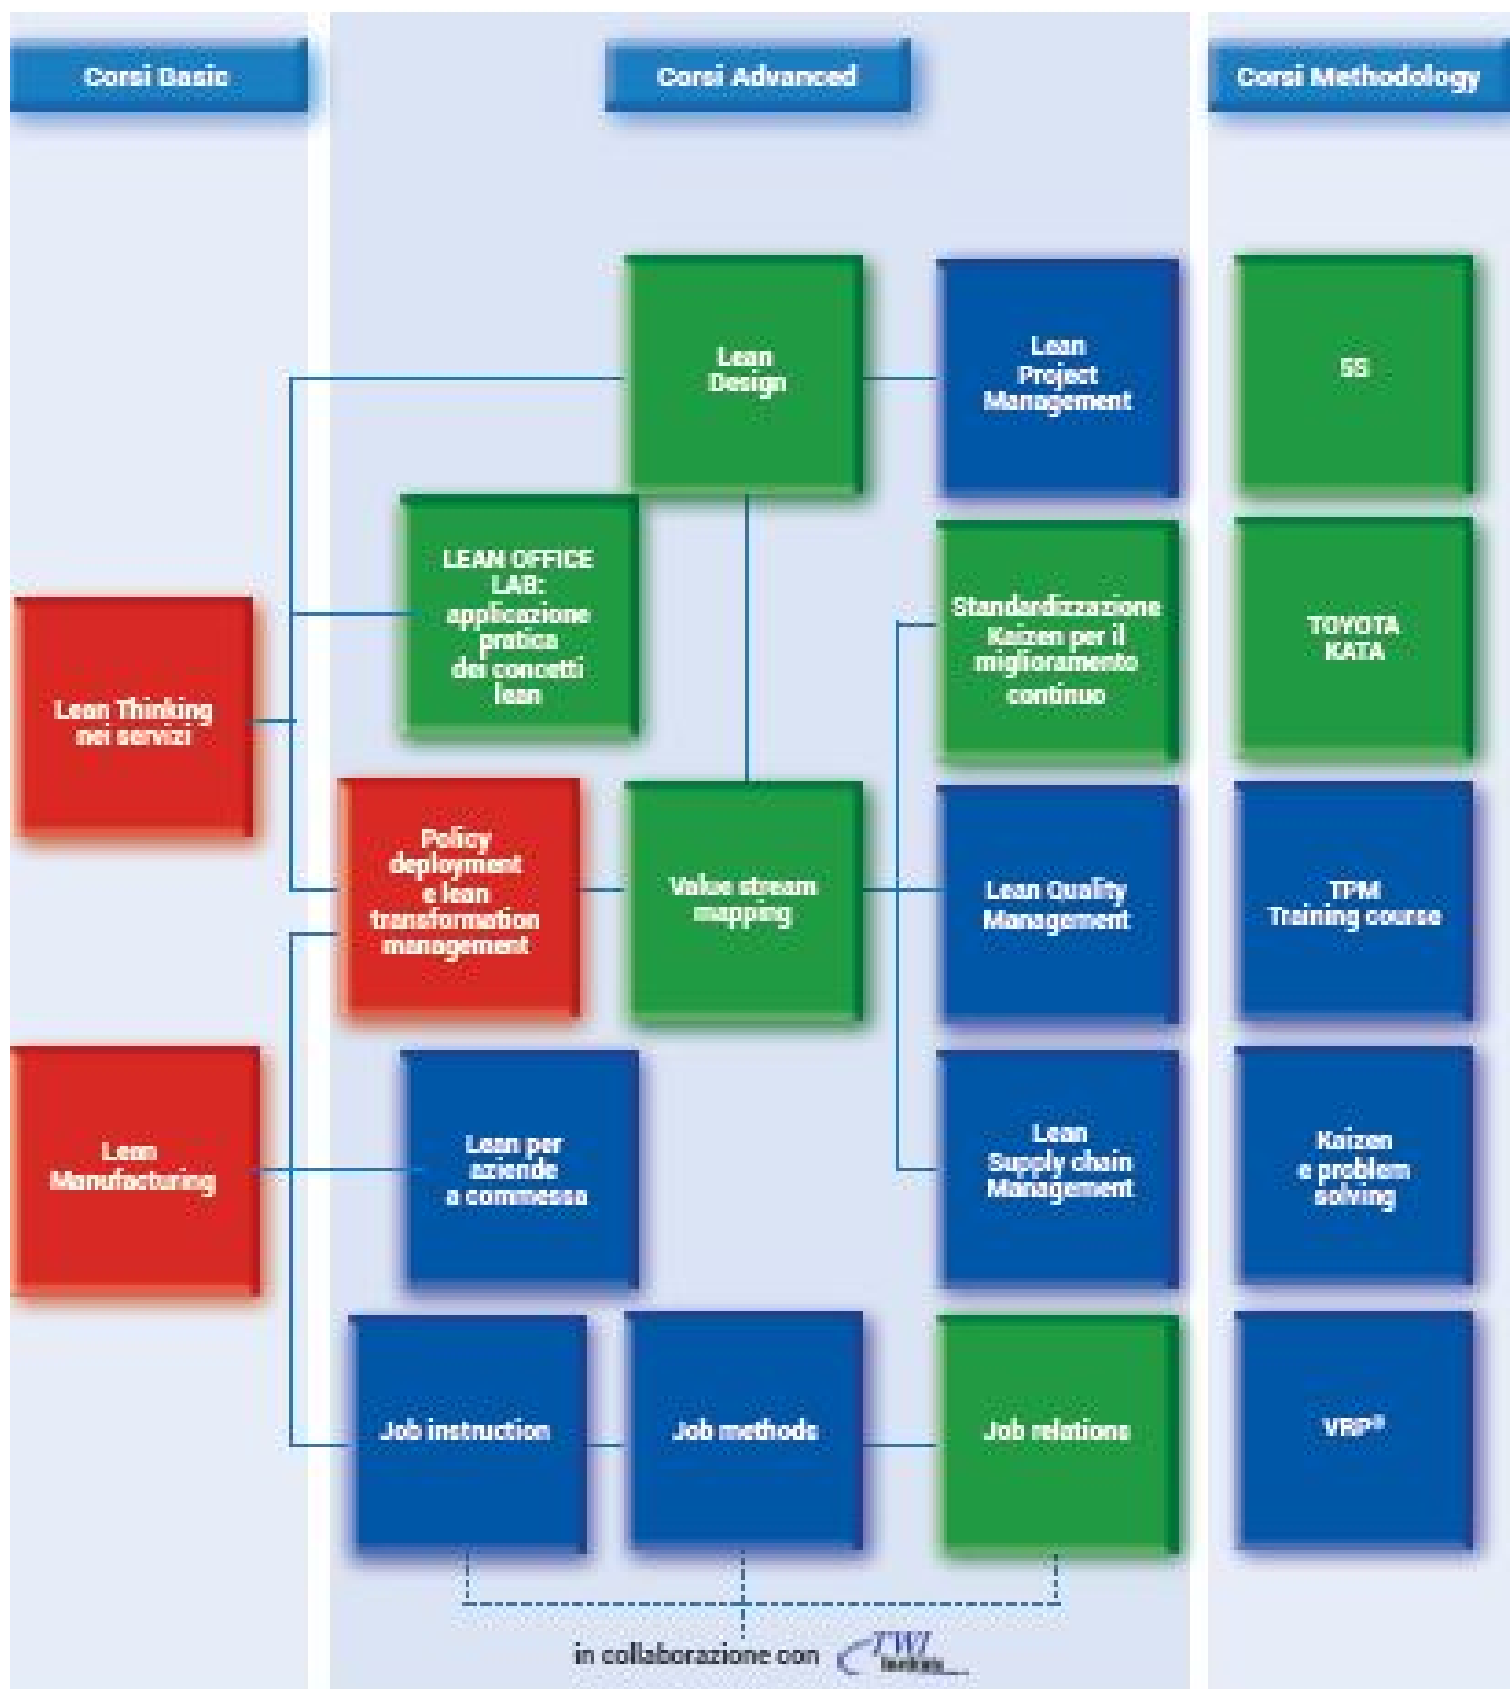 Corsi Basic
Corsi Advanced
Corsi Methodology
Lean
Design
Lean
Project
Management
5S
LEAN OFFICE
LAB:
applicazione
pratica
dei concetti
lean
Standardizzazione
Kaizen per il
miglioramento
continuo
TOYOTA
KATA
Lean Thinking
nei servizi
Policy
deployment
e lean
transformation
management
Value stream
mapping
Lean Quality
Management
TPM
Training course
Lean
Manufacturing
Lean per
aziende
a commessa
Lean
Supply chain
Management
Kaizen
e problem
solving
Job instruction
Job methods
Job relations
VRP®
in collaborazione con
TWI